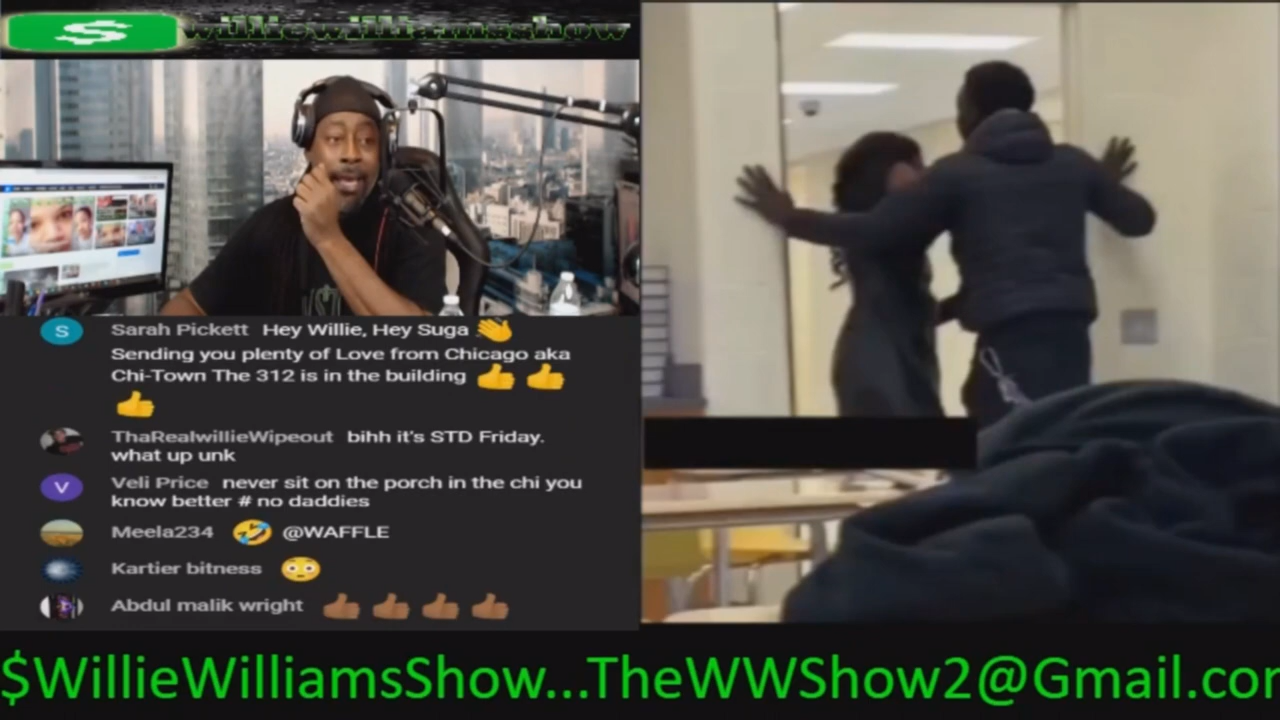 $
williewilliamsshow
S
Sarah Pickett Hey Willie, Hey Suga 👋
Sending you plenty of Love from Chicago aka
Chi-Town The 312 is in the building 👍 👍
👍
ThaRealwillieWipeout bihh it's STD Friday.
what up unk
V
Veli Price never sit on the porch in the chi you
know better # no daddies
Meela234 🤣 @WAFFLE
Kartier bitness 😳
Abdul malik wright 👍🏾 👍🏾 👍🏾 👍🏾
$WillieWilliamsShow...TheWWShow2@Gmail.com